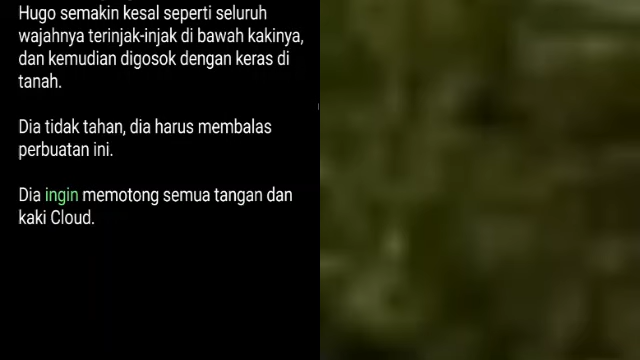 Hugo semakin kesal seperti seluruh
wajahnya terinjak-injak di bawah kakinya,
dan kemudian digosok dengan keras di
tanah.
Dia tidak tahan, dia harus membalas
perbuatan ini.
Dia ingin memotong semua tangan dan
kaki Cloud.